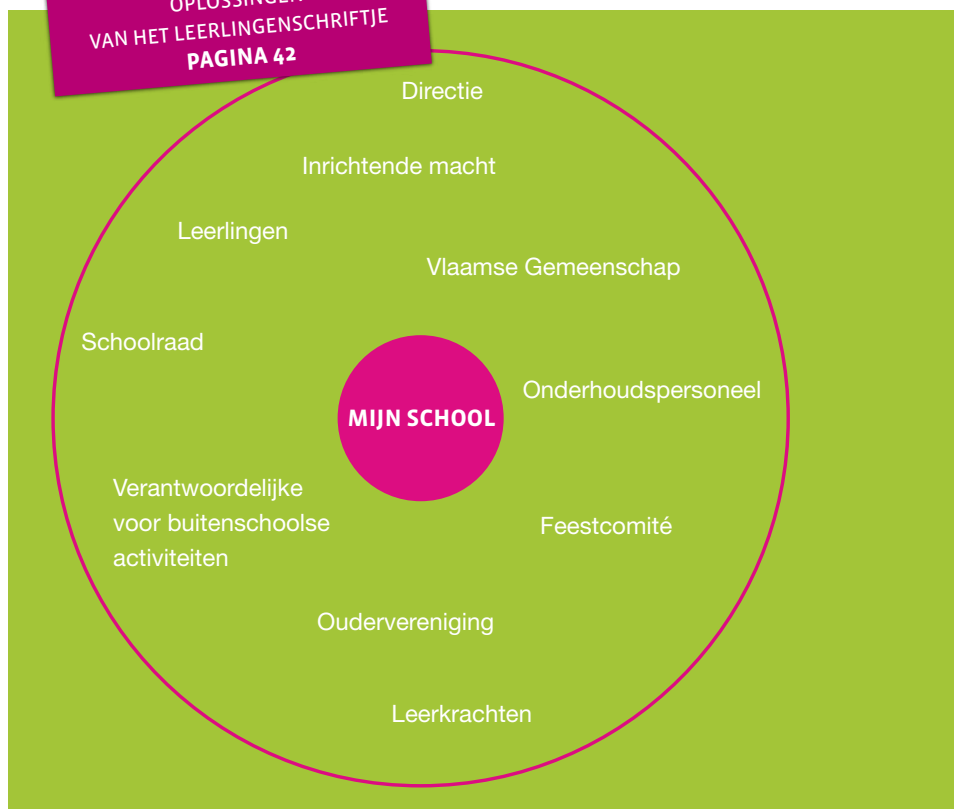 OPLOSSINGEN
VAN HET LEERLINGENSCHRIFTJE
PAGINA 42
Directie
Inrichtende macht
Leerlingen
Vlaamse Gemeenschap
Schoolraad
Onderhoudspersoneel
MIJN SCHOOL
Verantwoordelijke
voor buitenschoolse
activiteiten
Feestcomité
Oudervereniging
Leerkrachten